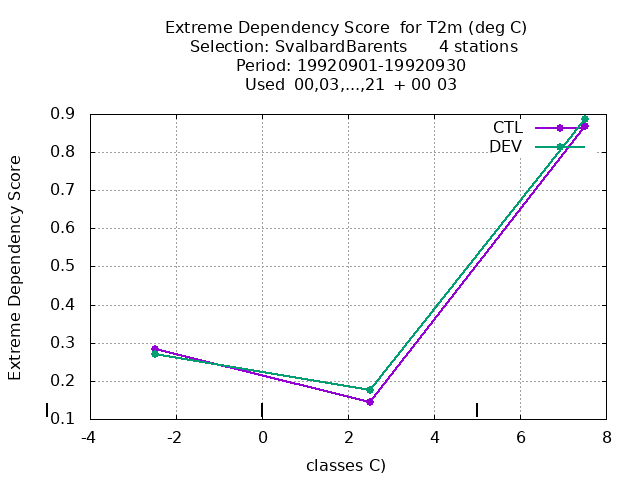 Extreme Dependency Score  for T2m (deg C)
Selection: SvalbardBarents      4 stations
Period: 19920901-19920930
Used  00,03,...,21  + 00 03
CTL
DEV
Extreme Dependency Score
0.9
0.8
0.7
0.6
0.5
0.4
0.3
0.2
0.1
-4 -2 0 2 4 6 8
classes C)